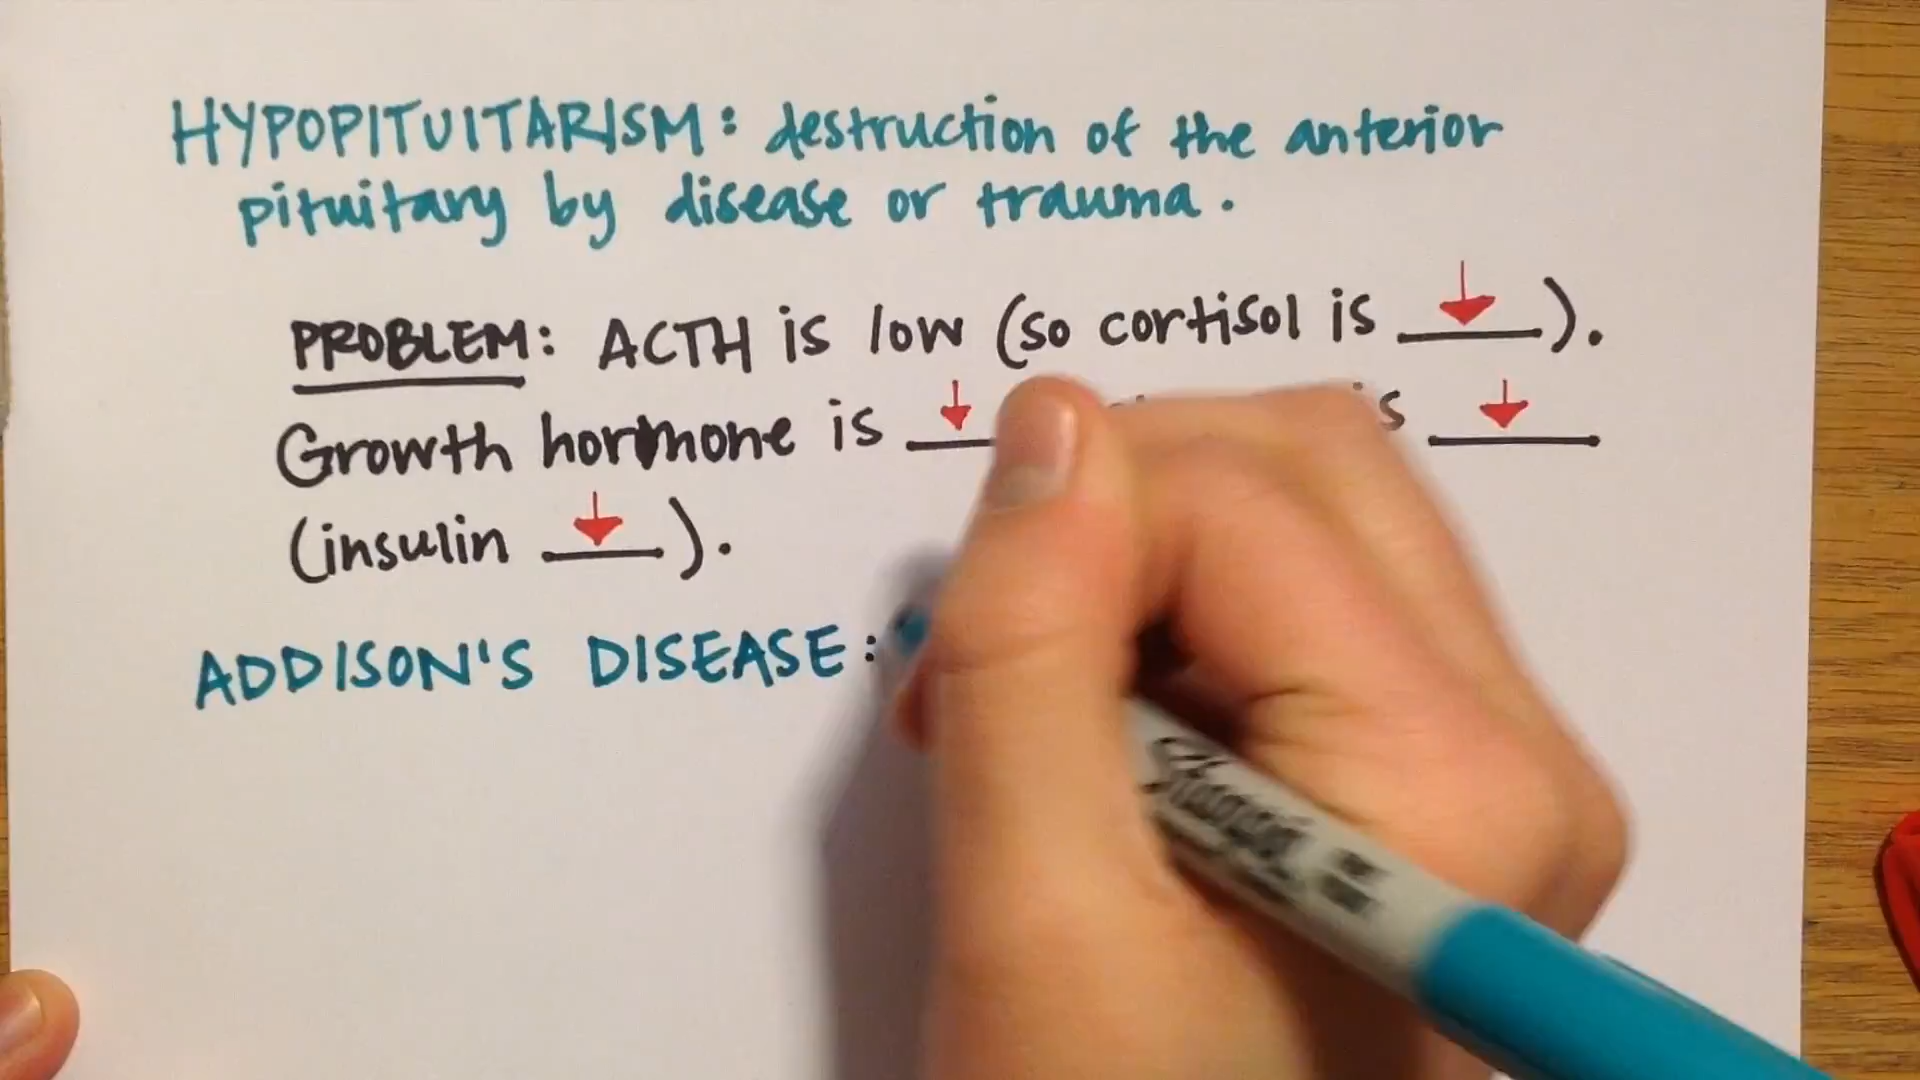 HYPOPITUITARISM: destruction of the anterior
pituitary by disease or trauma.
PROBLEM: ACTH is low (so cortisol is ↓).
Growth hormone is ↓ ↓
(insulin ↓).
ADDISON'S DISEASE:
Sharpie